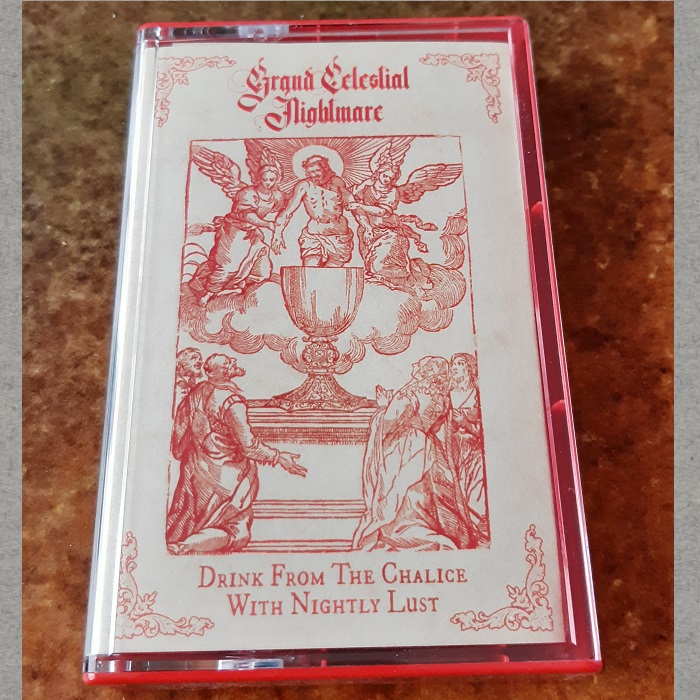 Grand Celestial
Nightmare
Drink From The Chalice
With Nightly Lust